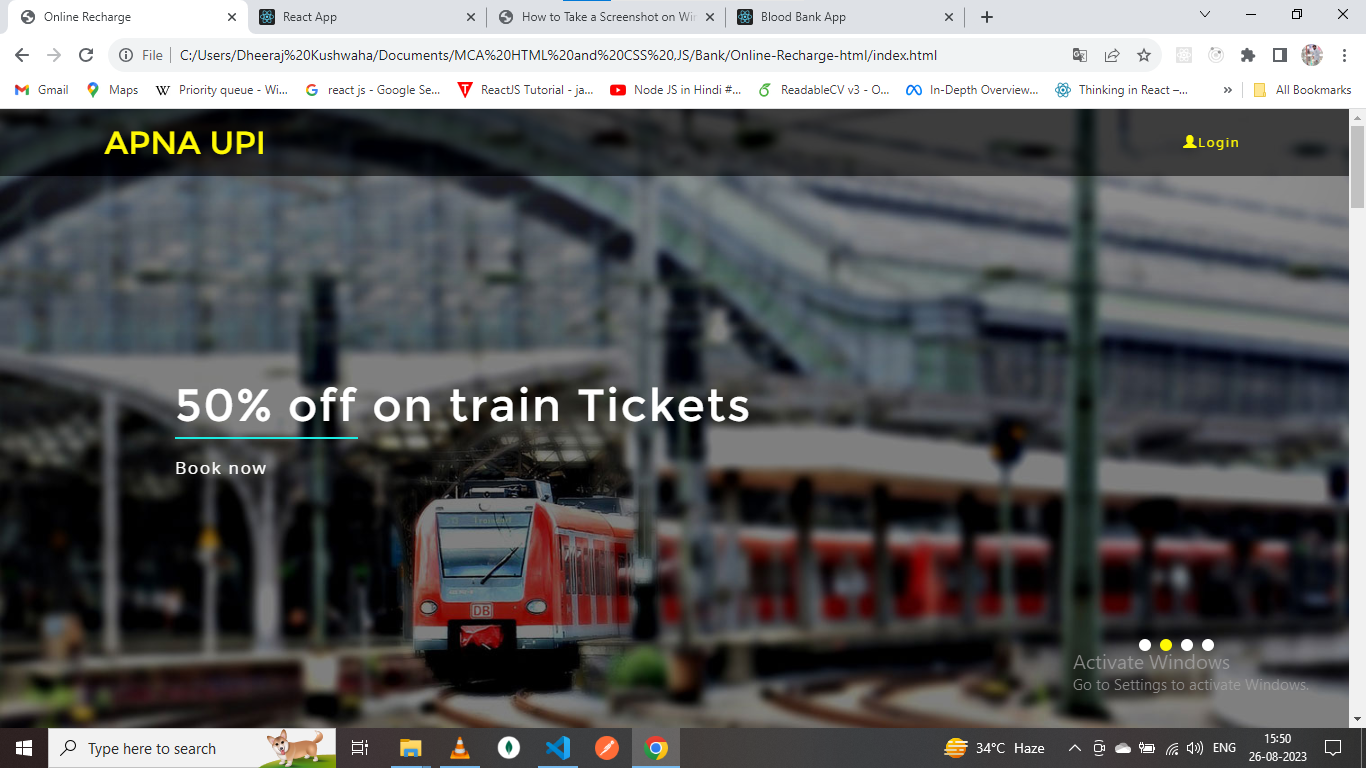 Online Recharge
React App
How to Take a Screenshot on Wi
Blood Bank App
File
C:/Users/Dheeraj%20Kushwaha/Documents/MCA%20HTML%20and%20CSS%20,JS/Bank/Online-Recharge-html/index.html
Gmail
Maps
Priority queue - Wi...
react js - Google Se...
ReactJS Tutorial - ja...
Node JS in Hindi #...
ReadableCV v3 - O...
In-Depth Overview...
Thinking in React –...
»
All Bookmarks
APNA UPI
Login
50% off on train Tickets
Book now
DB
Activate Windows
Go to Settings to activate Windows.
Type here to search
34°C Haze
ENG
15:50
26-08-2023